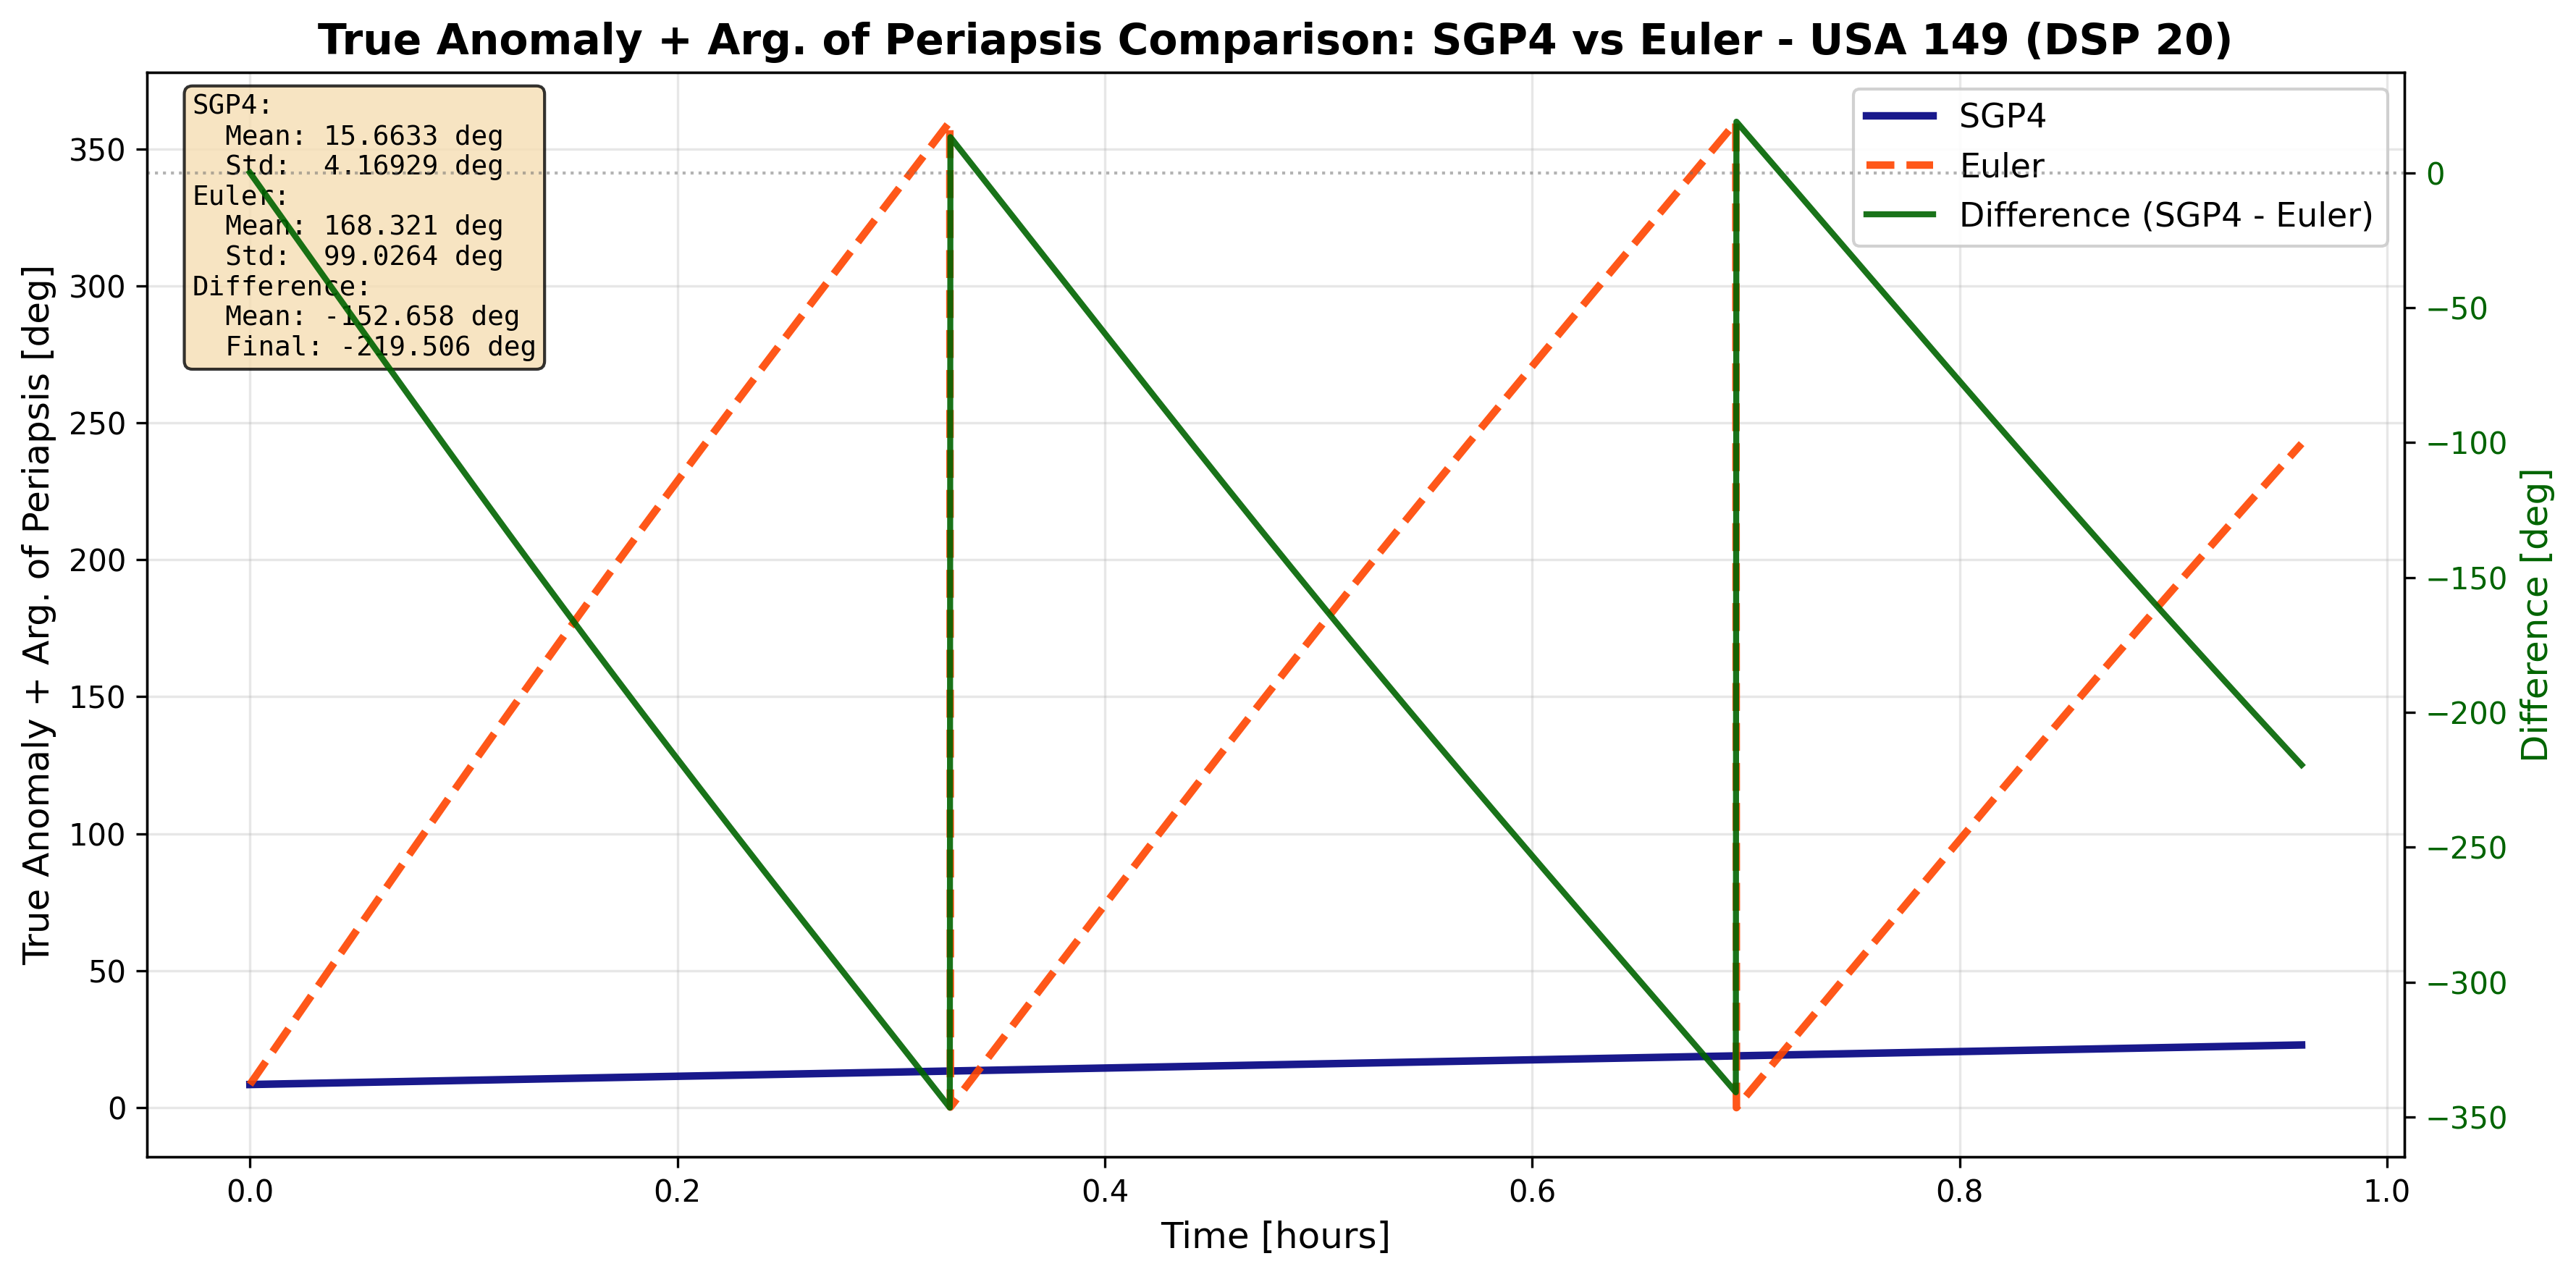 True Anomaly + Arg. of Periapsis Comparison: SGP4 vs Euler - USA 149 (DSP 20)
SGP4:
Mean: 15.6633 deg
Std: 4.16929 deg
Euler:
Mean: 168.321 deg
Std: 99.0264 deg
Difference:
Mean: -152.658 deg
Final: -219.506 deg
SGP4
Euler
Difference (SGP4 - Euler)
True Anomaly + Arg. of Periapsis [deg]
350
300
250
200
150
100
50
0
0
−50
−100
−150
−200
−250
−300
−350
Difference [deg]
0.0
0.2
0.4
0.6
0.8
1.0
Time [hours]